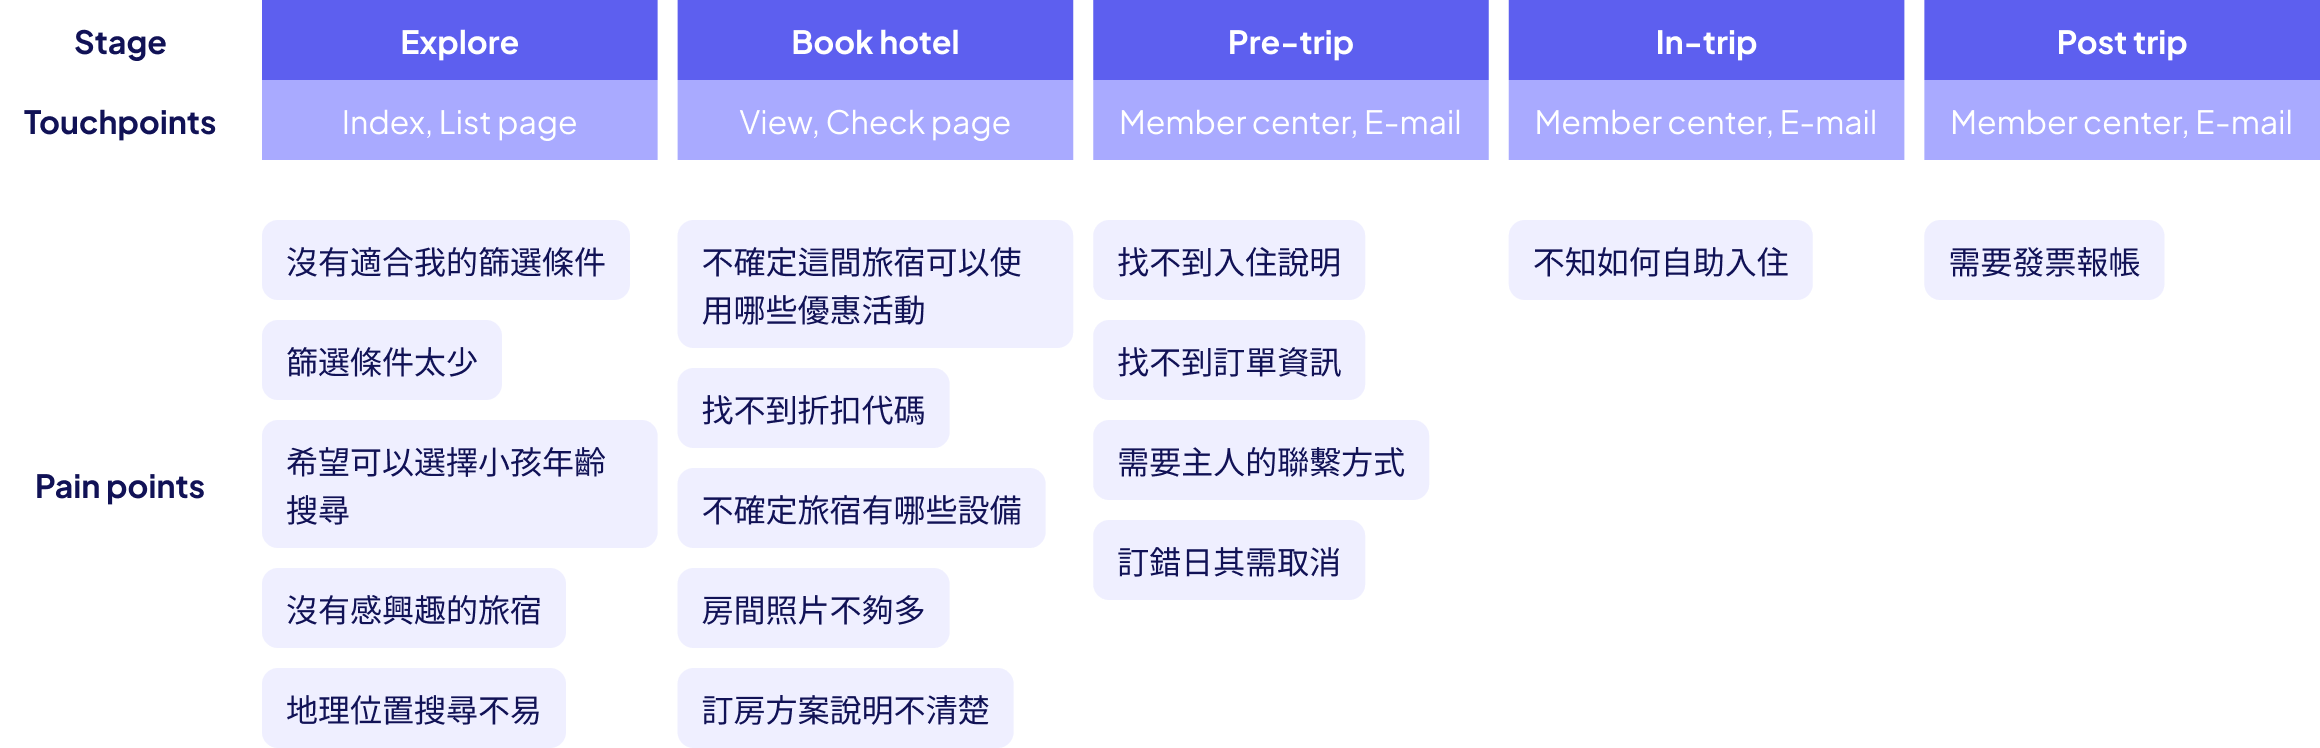 Stage
Explore
Book hotel
Pre-trip
In-trip
Post trip
Touchpoints
Index, List page
View, Check page
Member center, E-mail
Member center, E-mail
Member center, E-mail
Pain points
沒有適合我的篩選條件
篩選條件太少
希望可以選擇小孩年齡
搜尋
沒有感興趣的旅宿
地理位置搜尋不易
不確定這間旅宿可以使
用哪些優惠活動
找不到折扣代碼
不確定旅宿有哪些設備
房間照片不夠多
訂房方案說明不清楚
找不到入住說明
找不到訂單資訊
需要主人的聯繫方式
訂錯日其需取消
不知如何自助入住
需要發票報帳